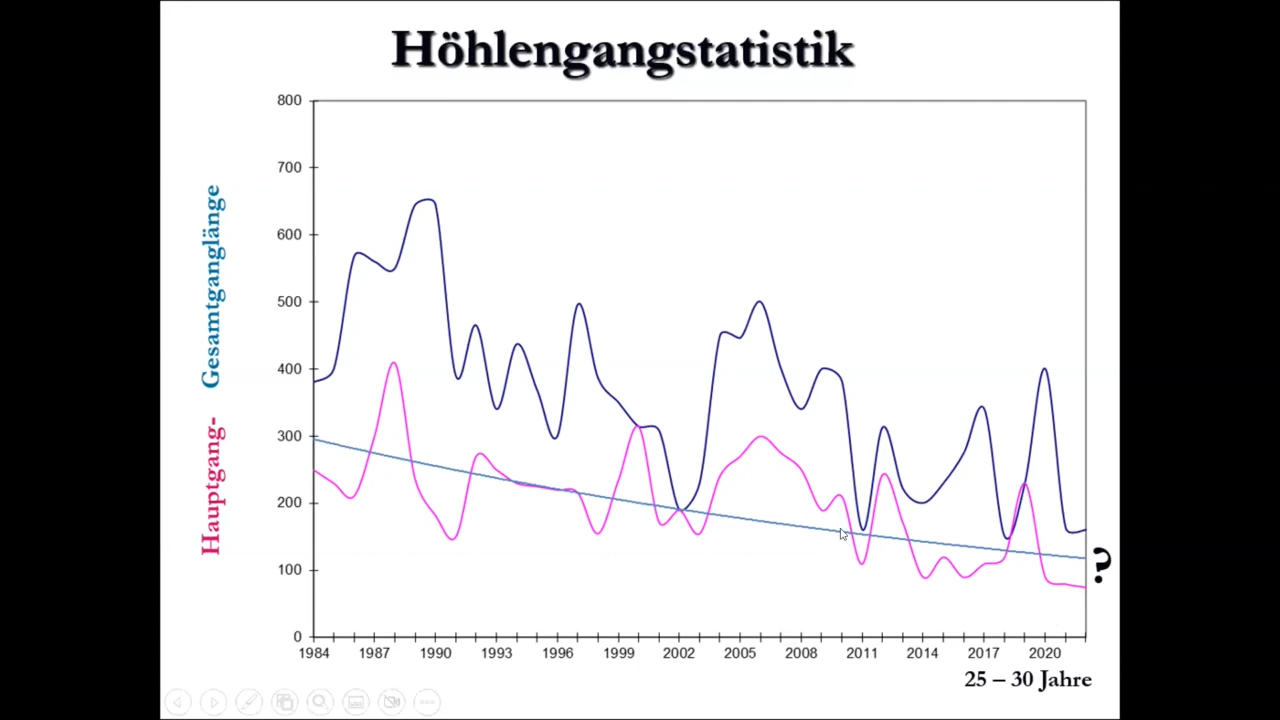 Höhlengangstatistik
Hauptgang- Gesamtganglänge
800
700
600
500
400
300
200
100
0
1984 1987 1990 1993 1996 1999 2002 2005 2008 2011 2014 2017 2020
?
25 – 30 Jahre